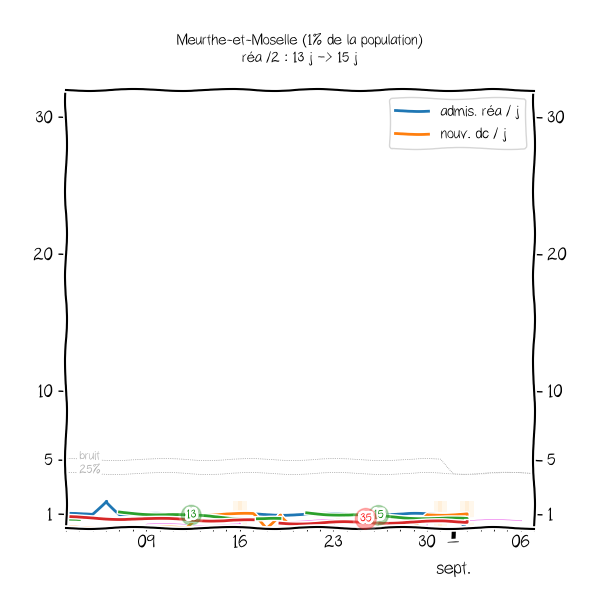 Meurthe-et-Moselle (1% de la population)
réa /2 : 13 j -> 15 j
admis. réa / j
nouv. dc / j
30 30
20 20
10 10
5 bruit 5
25%
1 13 35 15 1
09 16 23 30 1 06
sept.